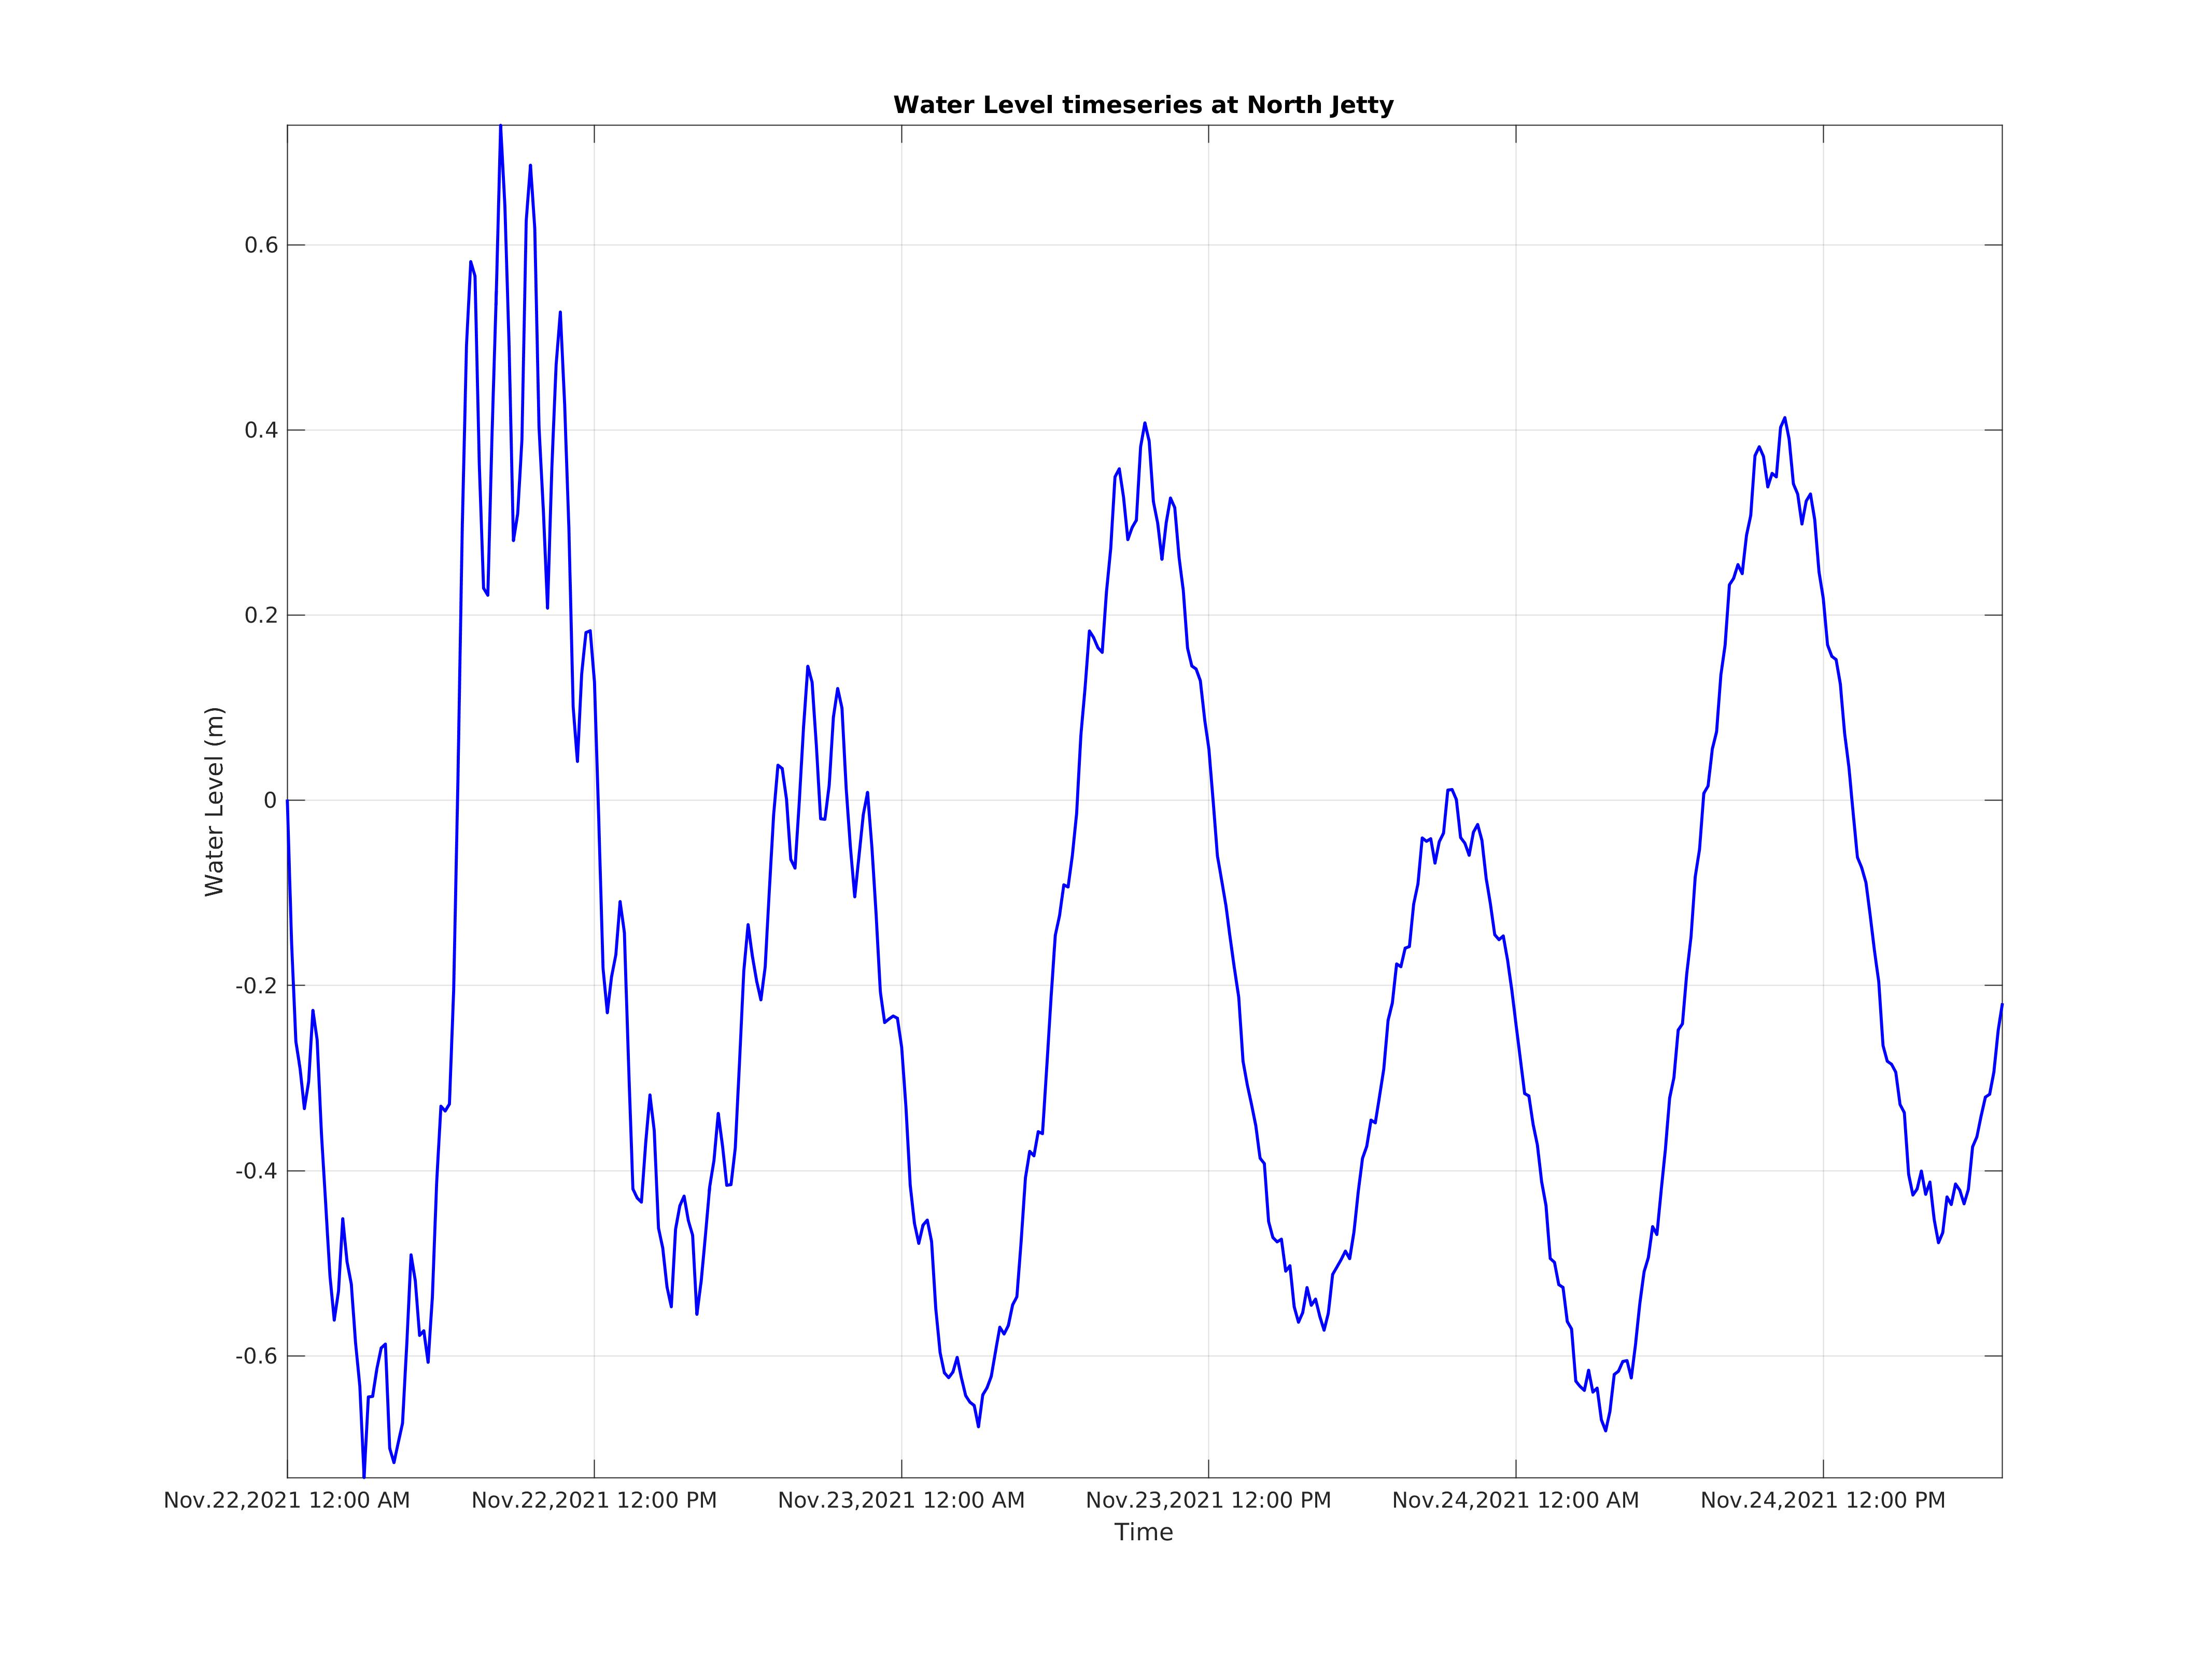 Water Level timeseries at North Jetty
0.6
0.4
0.2
0
-0.2
-0.4
-0.6
Water Level (m)
Nov.22,2021 12:00 AM
Nov.22,2021 12:00 PM
Nov.23,2021 12:00 AM
Nov.23,2021 12:00 PM
Nov.24,2021 12:00 AM
Nov.24,2021 12:00 PM
Time